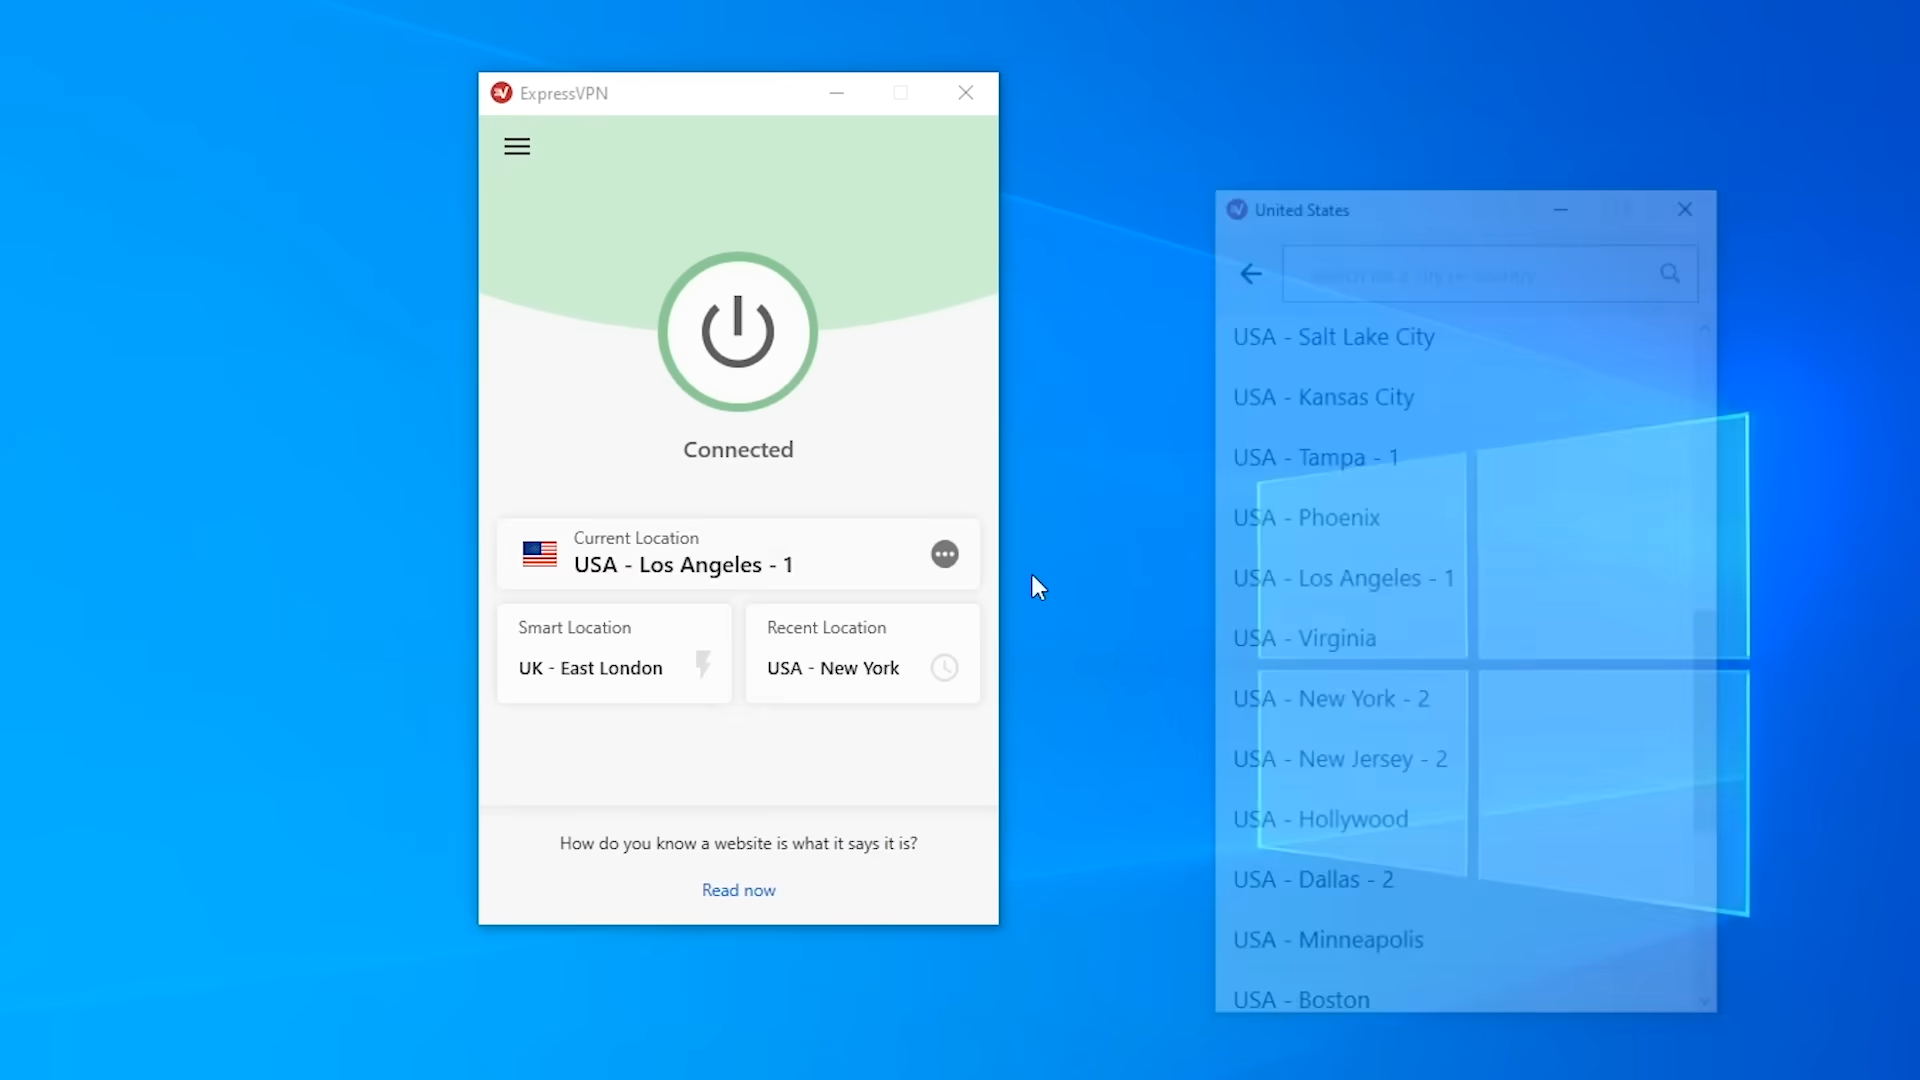 ExpressVPN
Connected
Current Location
USA - Los Angeles - 1
Smart Location
UK - East London
Recent Location
USA - New York
How do you know a website is what it says it is?
Read now
United States
USA - Salt Lake City
USA - Kansas City
USA - Tampa - 1
USA - Phoenix
USA - Los Angeles - 1
USA - Virginia
USA - New York - 2
USA - New Jersey - 2
USA - Hollywood
USA - Dallas - 2
USA - Minneapolis
USA - Boston